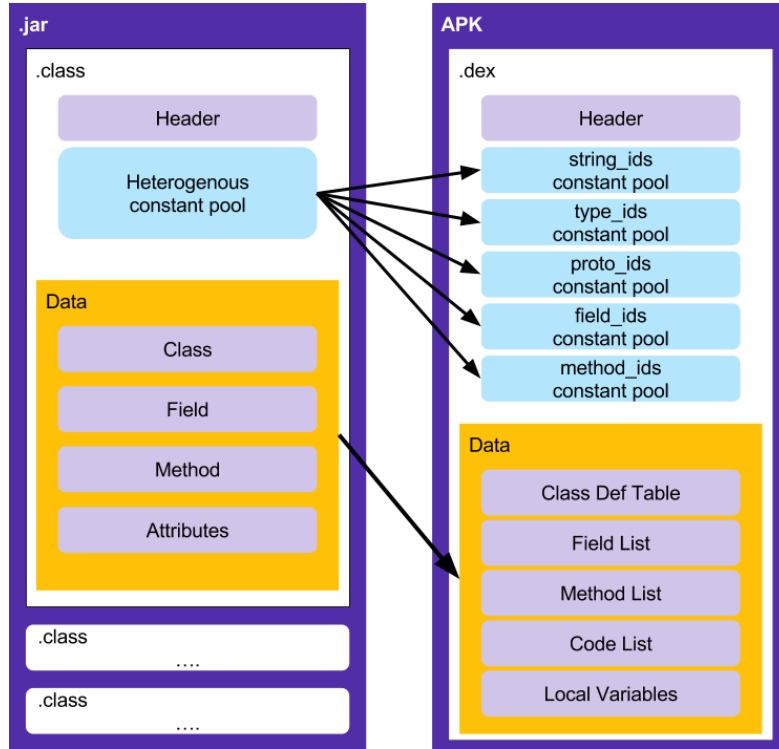 .jar
.class
Header
Heterogenous
constant pool
Data
Class
Field
Method
Attributes
.class
....
.class
....
APK
.dex
Header
string_ids
constant pool
type_ids
constant pool
proto_ids
constant pool
field_ids
constant pool
method_ids
constant pool
Data
Class Def Table
Field List
Method List
Code List
Local Variables